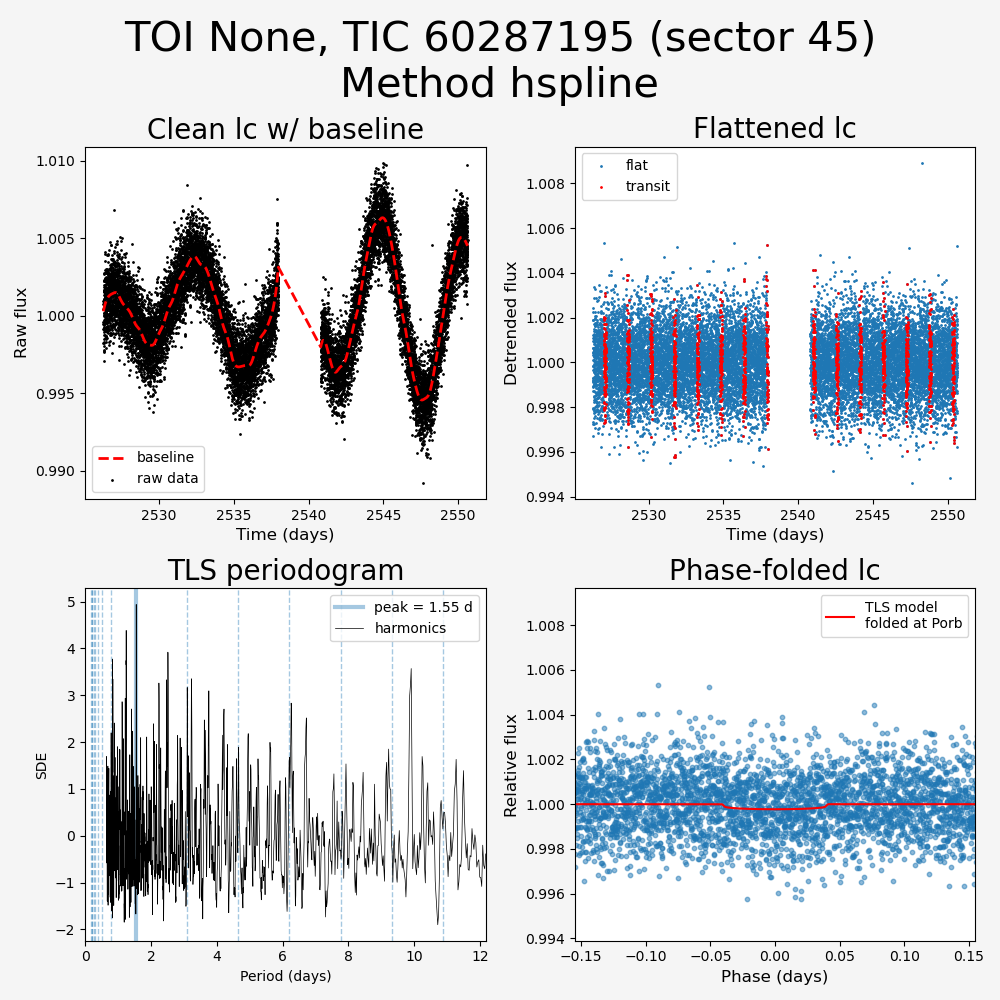 TOI None, TIC 60287195 (sector 45)
Method hspline
Clean lc w/ baseline
Raw flux
1.010
1.005
1.000
0.995
0.990
baseline
raw data
2530
2535
2540
2545
2550
Time (days)
Flattened lc
Detrended flux
1.008
1.006
1.004
1.002
1.000
0.998
0.996
0.994
flat
transit
2530
2535
2540
2545
2550
Time (days)
TLS periodogram
SDE
5
4
3
2
1
0
−1
−2
peak = 1.55 d
harmonics
0
2
4
6
8
10
12
Period (days)
Phase-folded lc
Relative flux
1.008
1.006
1.004
1.002
1.000
0.998
0.996
0.994
TLS model
folded at Porb
−0.15
−0.10
−0.05
0.00
0.05
0.10
0.15
Phase (days)